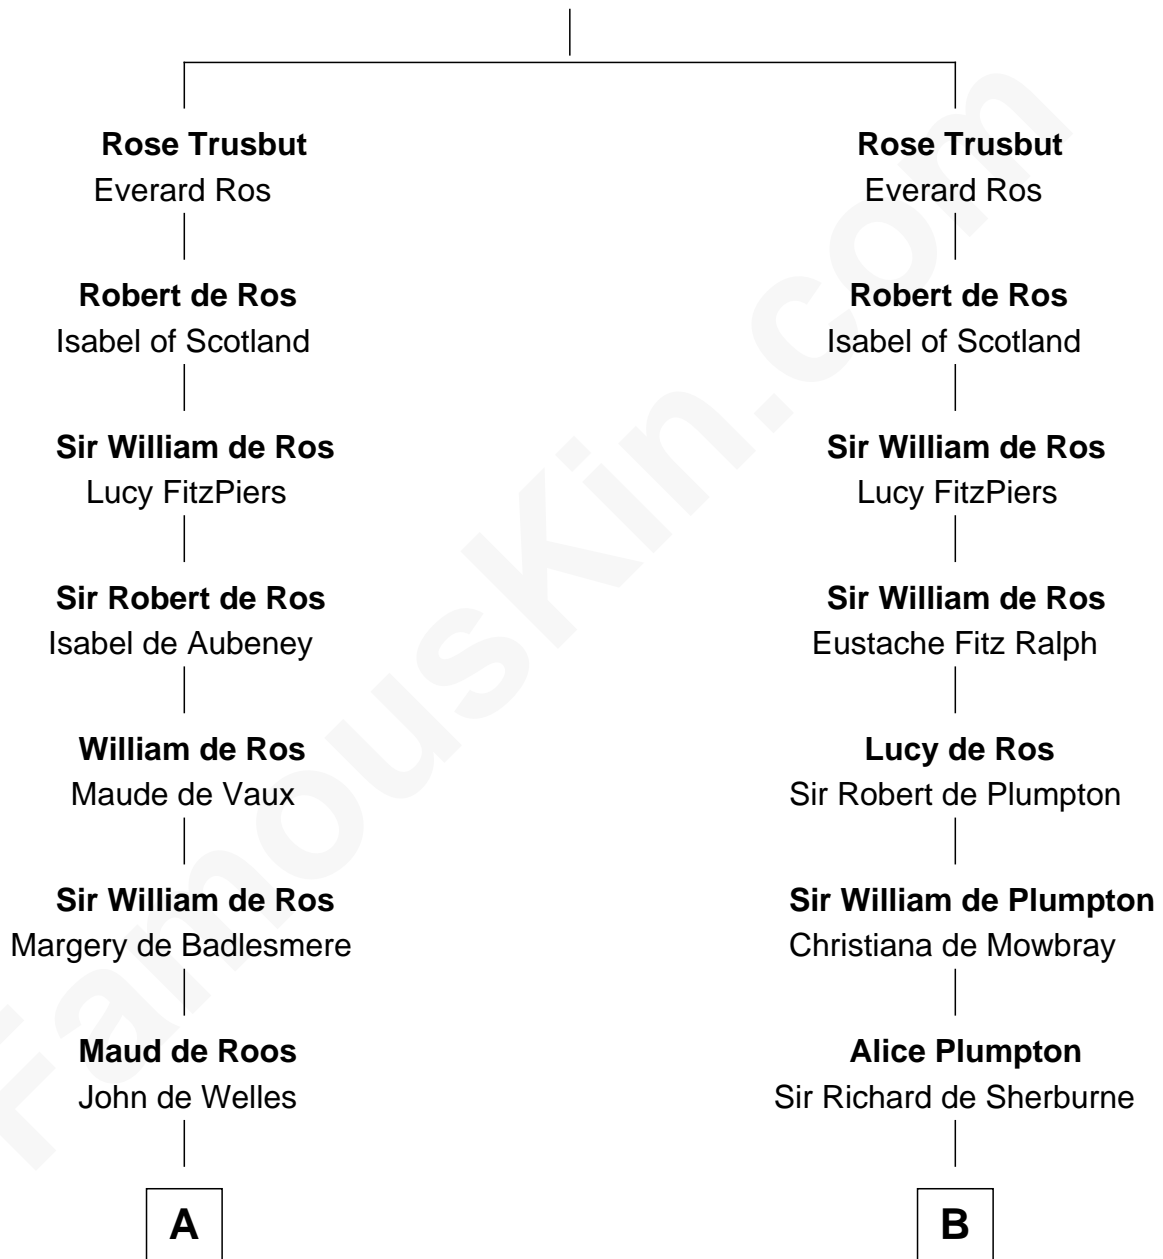 Rose Trusbut
Everard Ros
Robert de Ros
Isabel of Scotland
Sir William de Ros
Lucy FitzPiers
Sir Robert de Ros
Isabel de Aubeney
William de Ros
Maude de Vaux
Sir William de Ros
Margery de Badlesmere
Maud de Roos
John de Welles
A
Rose Trusbut
Everard Ros
Robert de Ros
Isabel of Scotland
Sir William de Ros
Lucy FitzPiers
Sir William de Ros
Eustache Fitz Ralph
Lucy de Ros
Sir Robert de Plumpton
Sir William de Plumpton
Christiana de Mowbray
Alice Plumpton
Sir Richard de Sherburne
B
FamousKin.com